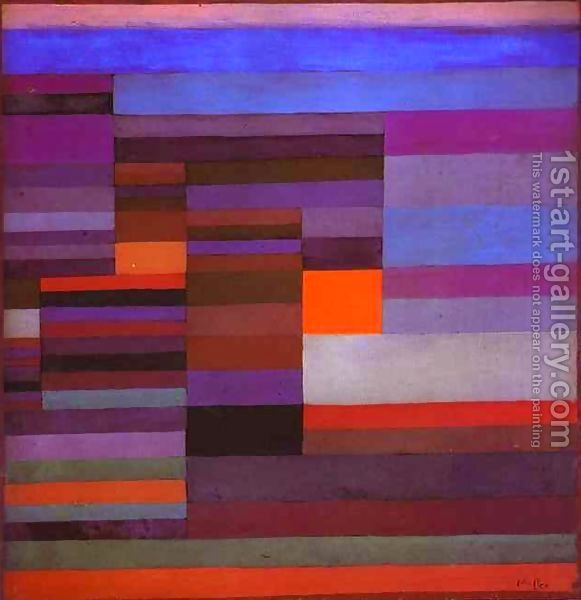 1st-art-gallery.com
This watermark does not appear on the painting